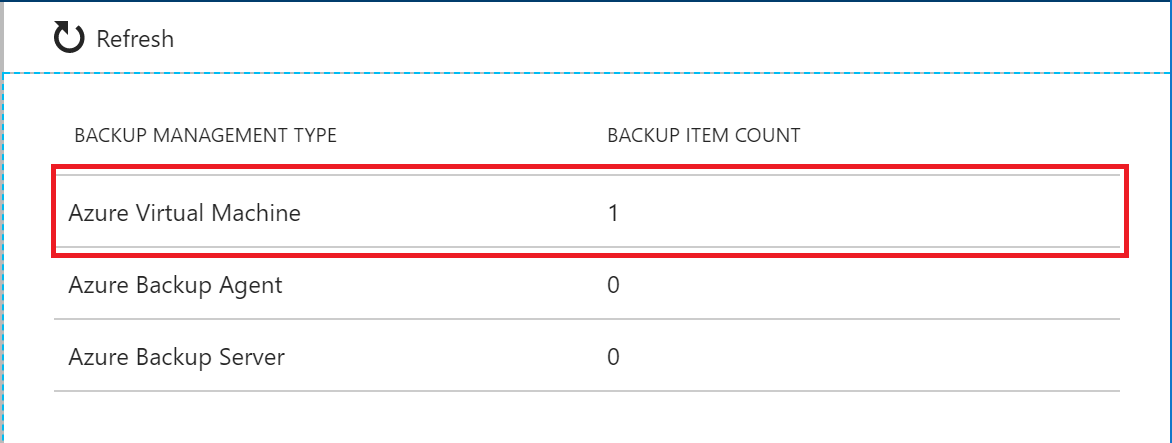 Refresh
BACKUP MANAGEMENT TYPE BACKUP ITEM COUNT
Azure Virtual Machine 1
Azure Backup Agent 0
Azure Backup Server 0